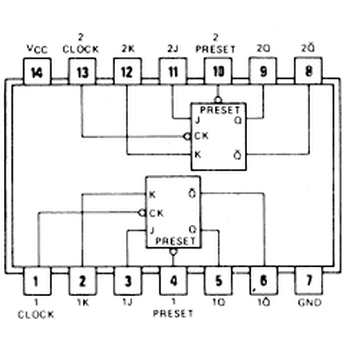 2 2
VCC CLOCK 2K 2J PRESET 2Q 2Q̄
14 13 12 11 10 9 8
PRESET
J Q
CK
K Q̄
K Q̄
CK
J Q
PRESET
1 2 3 4 5 6 7
1 1K 1J 1 1Q 1Q̄ GND
CLOCK PRESET